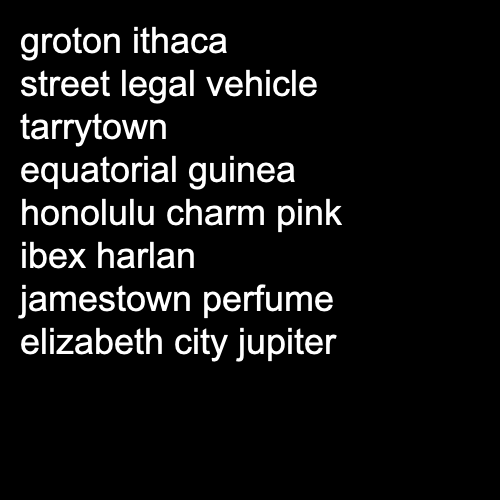 groton ithaca
street legal vehicle
tarrytown
equatorial guinea
honolulu charm pink
ibex harlan
jamestown perfume
elizabeth city jupiter